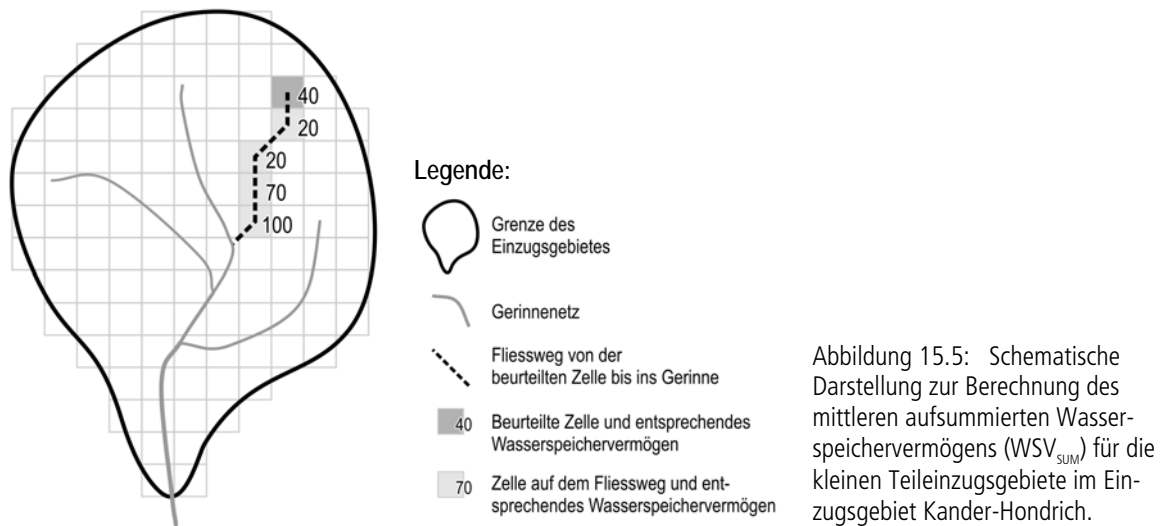 40
20
20
70
100
Legende:
Grenze des
Einzugsgebietes
Gerinnenetz
Fliessweg von der
beurteilten Zelle bis ins Gerinne
40 Beurteilte Zelle und entsprechendes
Wasserspeichervermögen
70 Zelle auf dem Fliessweg und ent-
sprechendes Wasserspeichervermögen
Abbildung 15.5: Schematische
Darstellung zur Berechnung des
mittleren aufsummierten Wasser-
speichervermögens (WSV_SUM) für die
kleinen Teileinzugsgebiete im Ein-
zugsgebiet Kander-Hondrich.